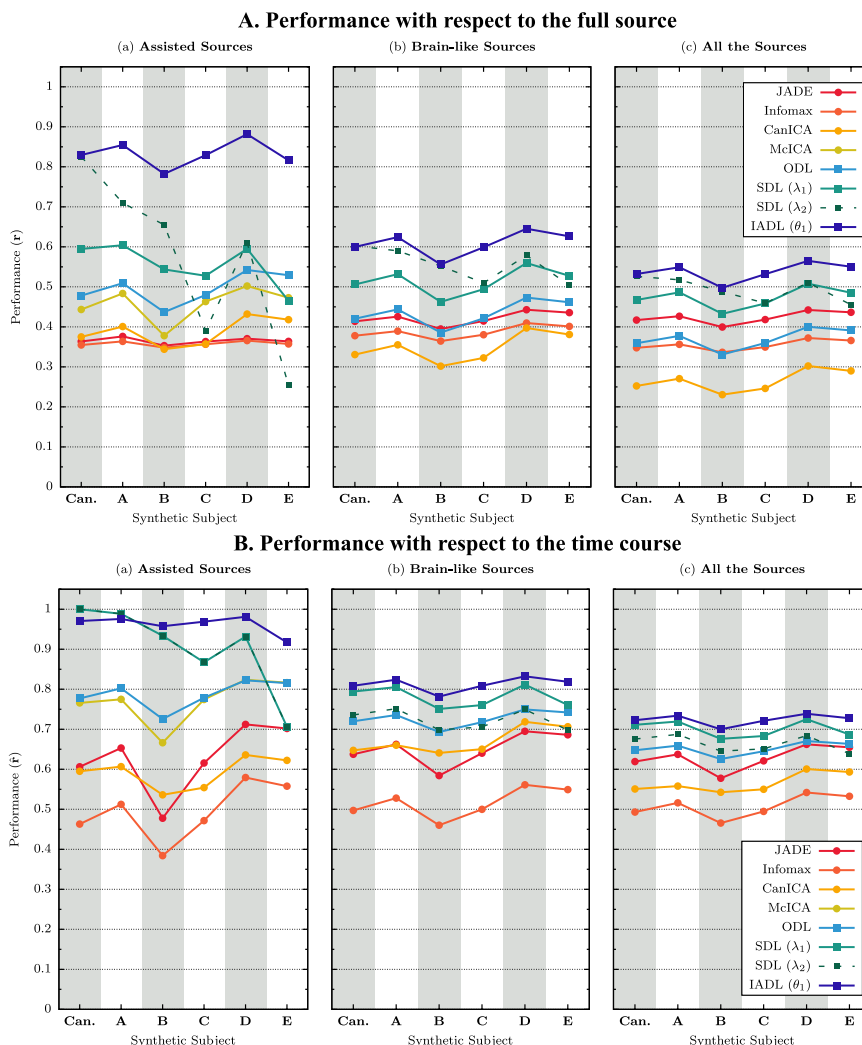 A. Performance with respect to the full source
(a) Assisted Sources
(b) Brain-like Sources
(c) All the Sources
1
0.9
0.8
0.7
0.6
0.5
0.4
0.3
0.2
0.1
0
Performance (r)
JADE
Infomax
CanICA
McICA
ODL
SDL (λ1)
SDL (λ2)
IADL (θ1)
Can. A B C D E
Can. A B C D E
Can. A B C D E
Synthetic Subject
Synthetic Subject
Synthetic Subject
B. Performance with respect to the time course
(a) Assisted Sources
(b) Brain-like Sources
(c) All the Sources
1
0.9
0.8
0.7
0.6
0.5
0.4
0.3
0.2
0.1
0
Performance (r̂)
JADE
Infomax
CanICA
McICA
ODL
SDL (λ1)
SDL (λ2)
IADL (θ1)
Can. A B C D E
Can. A B C D E
Can. A B C D E
Synthetic Subject
Synthetic Subject
Synthetic Subject